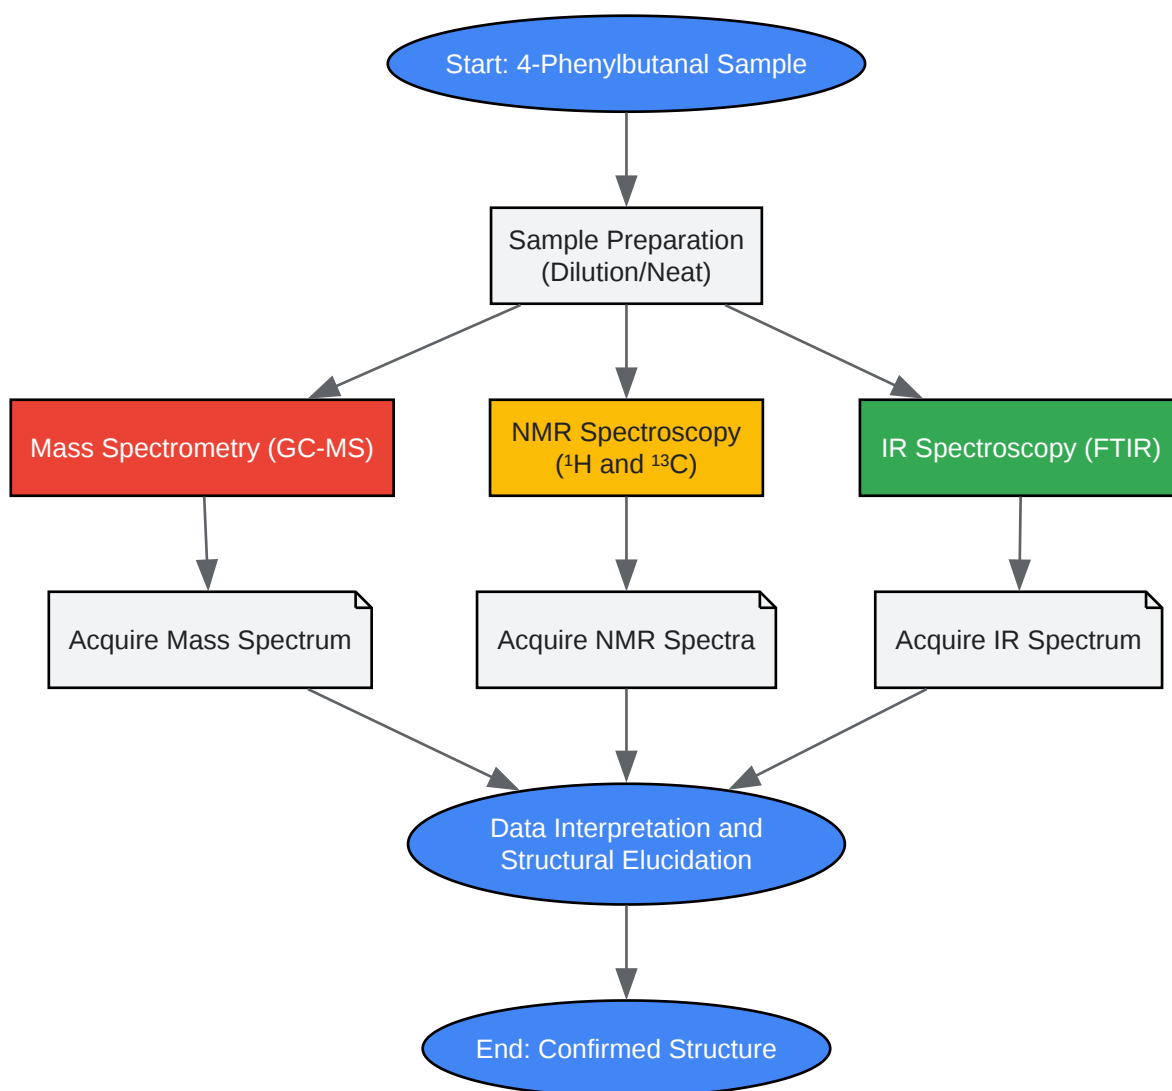 Start: 4-Phenylbutanal Sample
Sample Preparation
(Dilution/Neat)
Mass Spectrometry (GC-MS)
NMR Spectroscopy
(¹H and ¹³C)
IR Spectroscopy (FTIR)
Acquire Mass Spectrum
Acquire NMR Spectra
Acquire IR Spectrum
Data Interpretation and
Structural Elucidation
End: Confirmed Structure